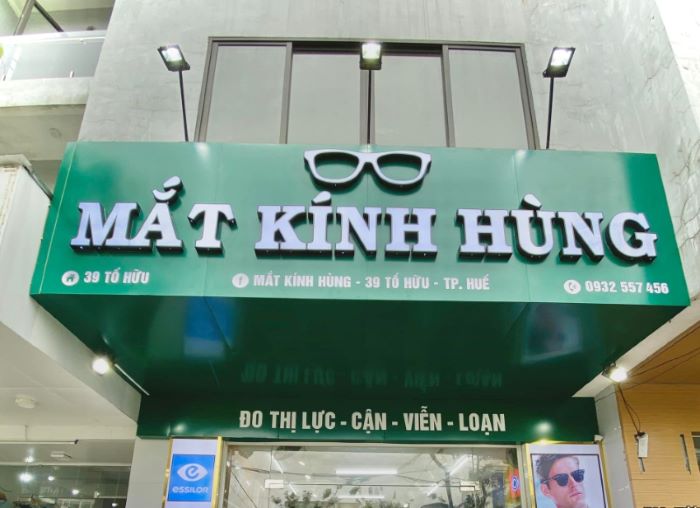 MẮT KÍNH HÙNG
39 TỐ HỮU
MẮT KÍNH HÙNG - 39 TỐ HỮU - TP. HUẾ
0932 557 456
ĐO THỊ LỰC - CẬN - VIỄN - LOẠN
essilor